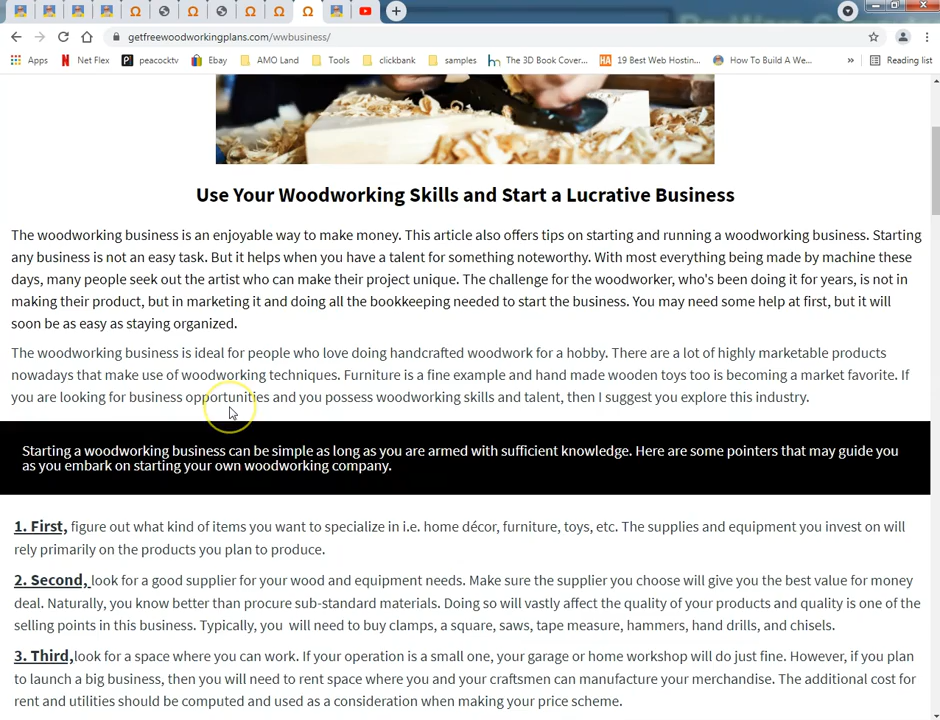 getfreewoodworkingplans.com/wwbusiness/
Apps Net Flex peacocktv Ebay AMO Land Tools clickbank samples The 3D Book Cover... 19 Best Web Hostin... How To Build A We... » Reading list
Use Your Woodworking Skills and Start a Lucrative Business
The woodworking business is an enjoyable way to make money. This article also offers tips on starting and running a woodworking business. Starting
any business is not an easy task. But it helps when you have a talent for something noteworthy. With most everything being made by machine these
days, many people seek out the artist who can make their project unique. The challenge for the woodworker, who's been doing it for years, is not in
making their product, but in marketing it and doing all the bookkeeping needed to start the business. You may need some help at first, but it will
soon be as easy as staying organized.
The woodworking business is ideal for people who love doing handcrafted woodwork for a hobby. There are a lot of highly marketable products
nowadays that make use of woodworking techniques. Furniture is a fine example and hand made wooden toys too is becoming a market favorite. If
you are looking for business opportunities and you possess woodworking skills and talent, then I suggest you explore this industry.
Starting a woodworking business can be simple as long as you are armed with sufficient knowledge. Here are some pointers that may guide you
as you embark on starting your own woodworking company.
1. First, figure out what kind of items you want to specialize in i.e. home décor, furniture, toys, etc. The supplies and equipment you invest on will
rely primarily on the products you plan to produce.
2. Second, look for a good supplier for your wood and equipment needs. Make sure the supplier you choose will give you the best value for money
deal. Naturally, you know better than procure sub-standard materials. Doing so will vastly affect the quality of your products and quality is one of the
selling points in this business. Typically, you will need to buy clamps, a square, saws, tape measure, hammers, hand drills, and chisels.
3. Third,look for a space where you can work. If your operation is a small one, your garage or home workshop will do just fine. However, if you plan
to launch a big business, then you will need to rent space where you and your craftsmen can manufacture your merchandise. The additional cost for
rent and utilities should be computed and used as a consideration when making your price scheme.